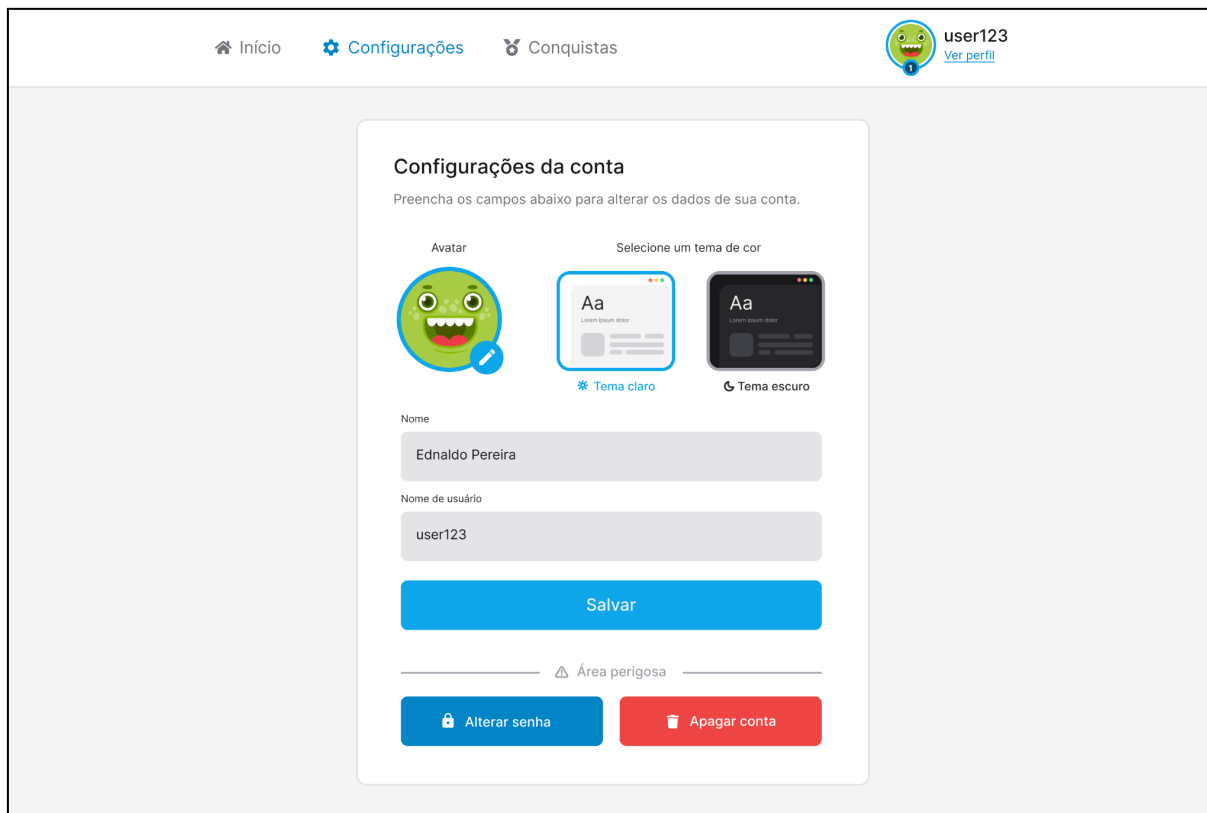 Início Configurações Conquistas user123
Ver perfil
1
Configurações da conta
Preencha os campos abaixo para alterar os dados de sua conta.
Avatar Selecione um tema de cor
Aa Aa
Lorem ipsum dolor Lorem ipsum dolor
Tema claro Tema escuro
Nome
Ednaldo Pereira
Nome de usuário
user123
Salvar
Área perigosa
Alterar senha Apagar conta